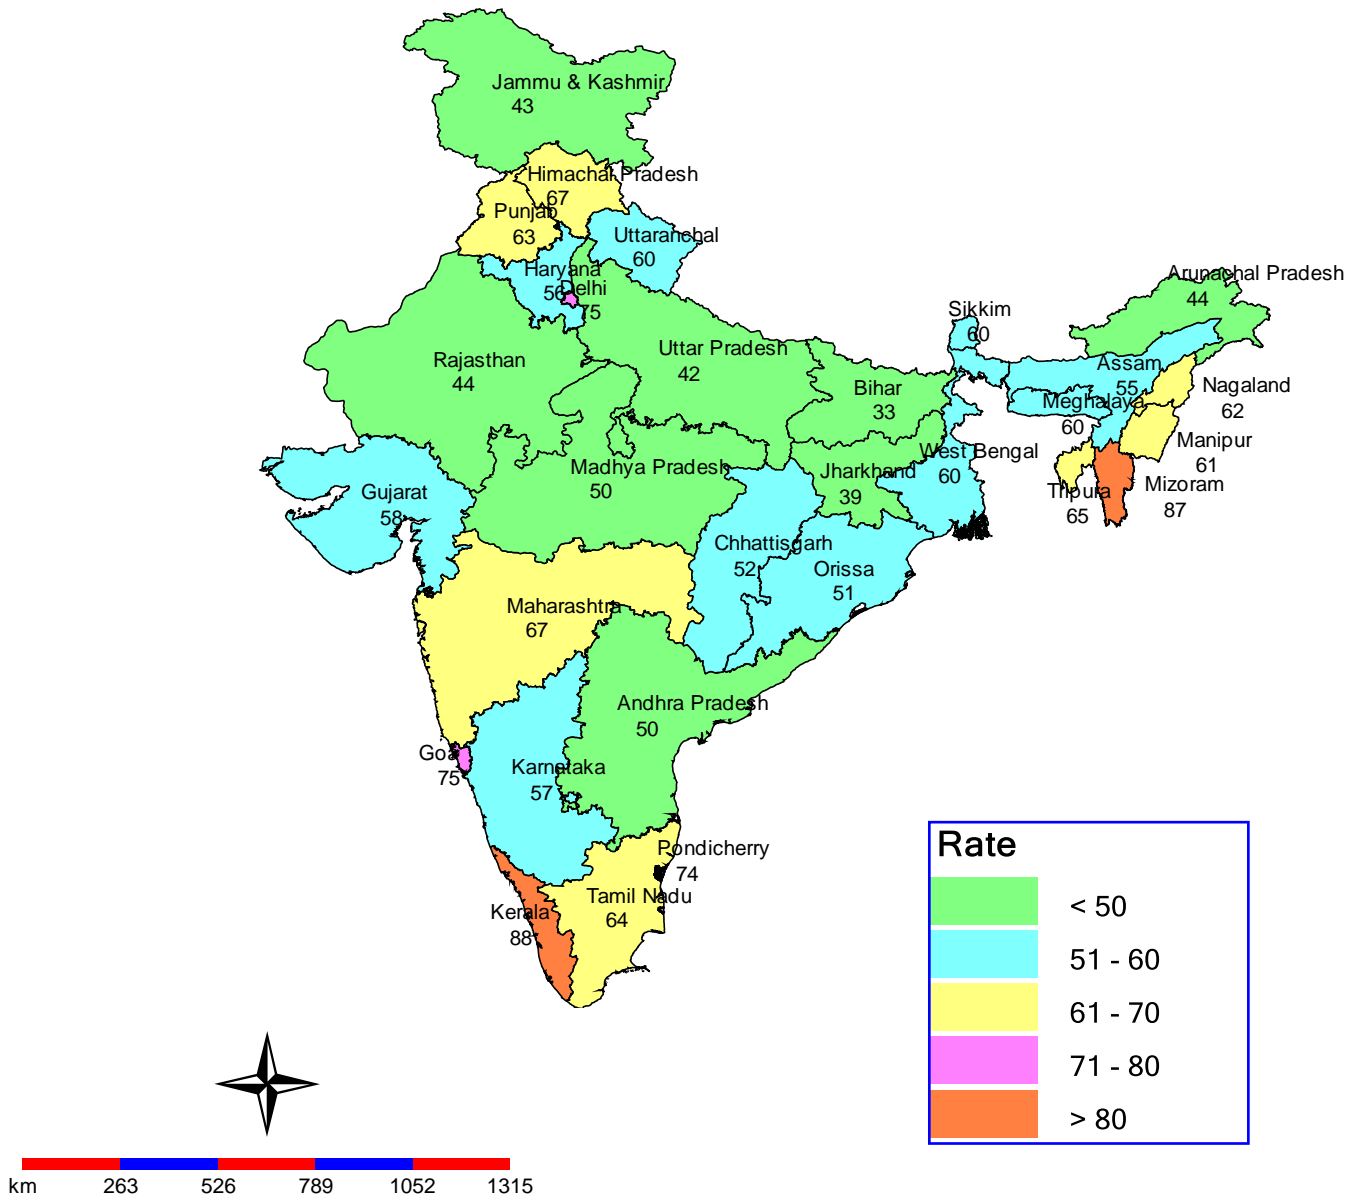 Jammu & Kashmir
43
Himachal Pradesh
67
Punjab
63
Uttaranchal
60
Haryana
56
Delhi
75
Arunachal Pradesh
44
Sikkim
60
Rajasthan
44
Uttar Pradesh
42
Bihar
33
Assam
55
Nagaland
62
Meghalaya
60
Manipur
61
West Bengal
60
Madhya Pradesh
50
Jharkhand
39
Tripura
65
Mizoram
87
Gujarat
58
Chhattisgarh
52
Orissa
51
Maharashtra
67
Andhra Pradesh
50
Goa
75
Karnataka
57
Pondicherry
74
Tamil Nadu
64
Kerala
88
Rate
< 50
51 - 60
61 - 70
71 - 80
> 80
km 263 526 789 1052 1315